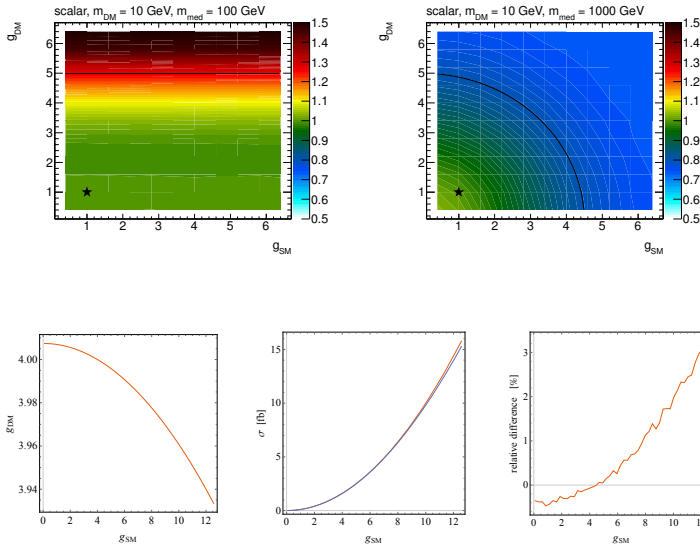 scalar, m_DM = 10 GeV, m_med = 100 GeV
g_DM
6
5
4
3
2
1
1 2 3 4 5 6
g_SM
1.5
1.4
1.3
1.2
1.1
1
0.9
0.8
0.7
0.6
0.5
scalar, m_DM = 10 GeV, m_med = 1000 GeV
g_DM
6
5
4
3
2
1
1 2 3 4 5 6
g_SM
1.5
1.4
1.3
1.2
1.1
1
0.9
0.8
0.7
0.6
0.5
g_DM
4.00
3.98
3.96
3.94
0 2 4 6 8 10 12
g_SM
σ [fb]
15
10
5
0
0 2 4 6 8 10 12
g_SM
relative difference [%]
3
2
1
0
0 2 4 6 8 10
g_SM